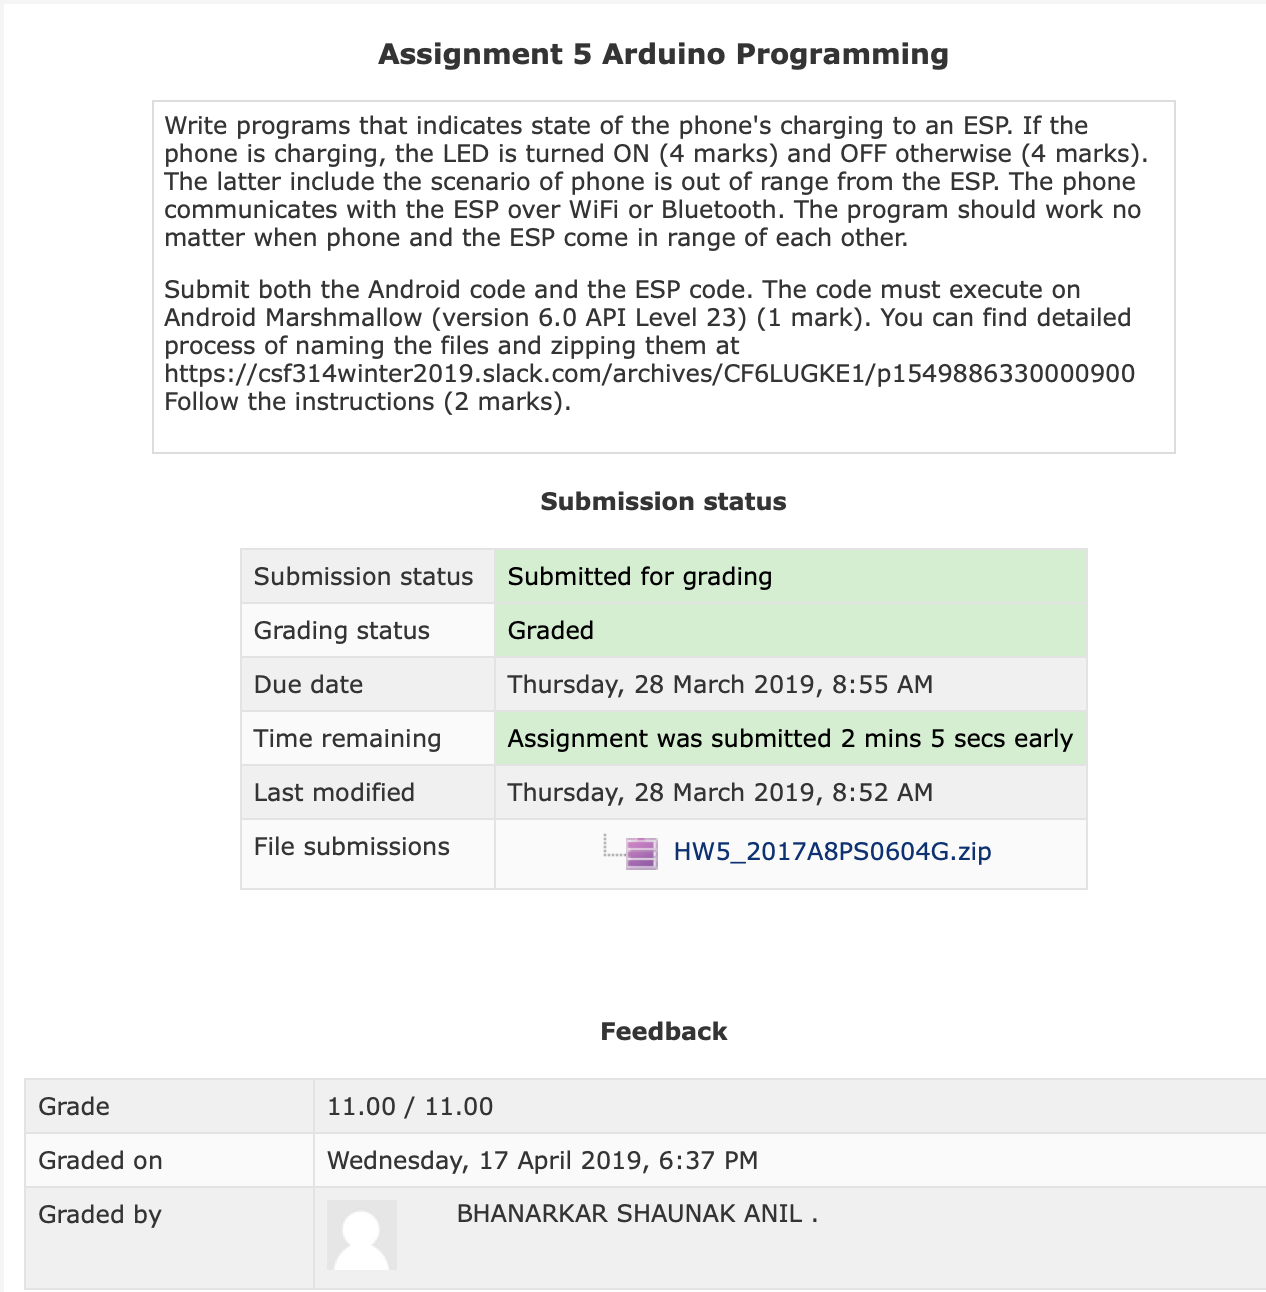 Assignment 5 Arduino Programming
Write programs that indicates state of the phone's charging to an ESP. If the
phone is charging, the LED is turned ON (4 marks) and OFF otherwise (4 marks).
The latter include the scenario of phone is out of range from the ESP. The phone
communicates with the ESP over WiFi or Bluetooth. The program should work no
matter when phone and the ESP come in range of each other.
Submit both the Android code and the ESP code. The code must execute on
Android Marshmallow (version 6.0 API Level 23) (1 mark). You can find detailed
process of naming the files and zipping them at
https://csf314winter2019.slack.com/archives/CF6LUGKE1/p1549886330000900
Follow the instructions (2 marks).
Submission status
Submission status Submitted for grading
Grading status Graded
Due date Thursday, 28 March 2019, 8:55 AM
Time remaining Assignment was submitted 2 mins 5 secs early
Last modified Thursday, 28 March 2019, 8:52 AM
File submissions HW5_2017A8PS0604G.zip
Feedback
Grade 11.00 / 11.00
Graded on Wednesday, 17 April 2019, 6:37 PM
Graded by BHANARKAR SHAUNAK ANIL .